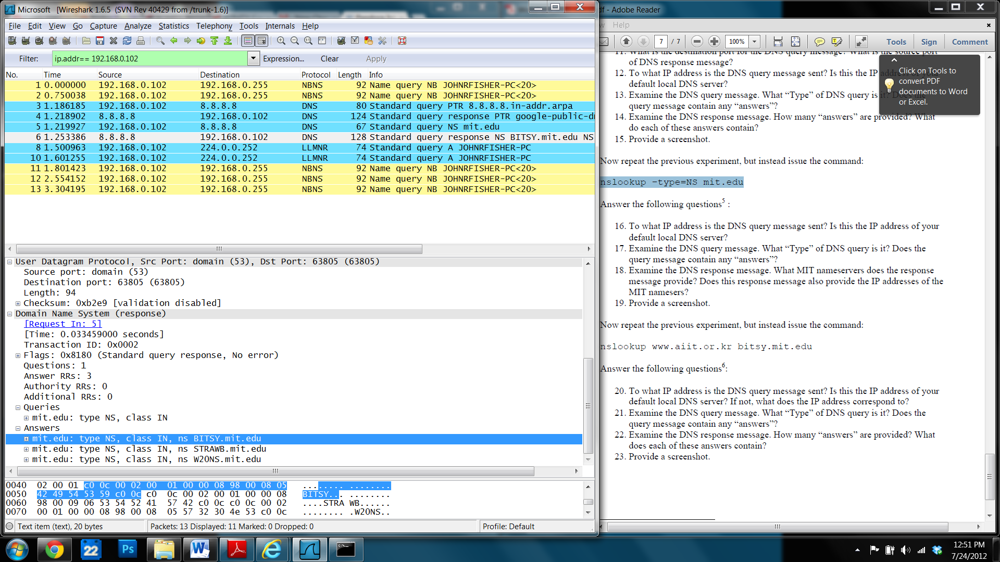 Microsoft [Wireshark 1.6.5 (SVN Rev 40429 from /trunk-1.6)]
File Edit View Go Capture Analyze Statistics Telephony Tools Internals Help
Filter: ip.addr== 192.168.0.102 Expression... Clear Apply
No. Time Source Destination Protocol Length Info
1 0.000000 192.168.0.102 192.168.0.255 NBNS 92 Name query NB JOHNRFISHER-PC<20>
2 0.750038 192.168.0.102 192.168.0.255 NBNS 92 Name query NB JOHNRFISHER-PC<20>
3 1.186185 192.168.0.102 8.8.8.8 DNS 80 Standard query PTR 8.8.8.8.in-addr.arpa
4 1.218902 8.8.8.8 192.168.0.102 DNS 124 Standard query response PTR google-public-d
5 1.219927 192.168.0.102 8.8.8.8 DNS 67 Standard query NS mit.edu
6 1.253386 8.8.8.8 192.168.0.102 DNS 128 Standard query response NS BITSY.mit.edu NS
8 1.500963 192.168.0.102 224.0.0.252 LLMNR 74 Standard query A JOHNRFISHER-PC
10 1.601255 192.168.0.102 224.0.0.252 LLMNR 74 Standard query A JOHNRFISHER-PC
11 1.801423 192.168.0.102 192.168.0.255 NBNS 92 Name query NB JOHNRFISHER-PC<20>
12 2.554152 192.168.0.102 192.168.0.255 NBNS 92 Name query NB JOHNRFISHER-PC<20>
13 3.304195 192.168.0.102 192.168.0.255 NBNS 92 Name query NB JOHNRFISHER-PC<20>
User Datagram Protocol, Src Port: domain (53), Dst Port: 63805 (63805)
Source port: domain (53)
Destination port: 63805 (63805)
Length: 94
Checksum: 0xb2e9 [validation disabled]
Domain Name System (response)
[Request In: 5]
[Time: 0.033459000 seconds]
Transaction ID: 0x0002
Flags: 0x8180 (Standard query response, No error)
Questions: 1
Answer RRs: 3
Authority RRs: 0
Additional RRs: 0
Queries
mit.edu: type NS, class IN
Answers
mit.edu: type NS, class IN, ns BITSY.mit.edu
mit.edu: type NS, class IN, ns STRAWB.mit.edu
mit.edu: type NS, class IN, ns W20NS.mit.edu
0040 02 00 01 c0 0c 00 02 00 01 00 00 08 98 00 08 05 ........ ........
0050 42 49 54 53 59 c0 0c c0 0c 00 02 00 01 00 00 08 BITSY... ........
0060 98 00 09 06 53 54 52 41 57 42 c0 0c c0 0c 00 02 ....STRA WB......
0070 00 01 00 00 08 98 00 08 05 57 32 30 4e 53 c0 0c ........ .W20NS..
Text item (text), 20 bytes Packets: 13 Displayed: 11 Marked: 0 Dropped: 0 Profile: Default
df - Adobe Reader
w Help
7 / 7 100% Tools Sign Comment
11. What is the destination port for the DNS query message? What is the source port
of DNS response message?
12. To what IP address is the DNS query message sent? Is this the IP address of your
default local DNS server?
13. Examine the DNS query message. What “Type” of DNS query is it? Does the
query message contain any “answers”?
14. Examine the DNS response message. How many “answers” are provided? What
do each of these answers contain?
15. Provide a screenshot.
Click on Tools to
convert PDF
documents to Word
or Excel.
Now repeat the previous experiment, but instead issue the command:
nslookup -type=NS mit.edu
Answer the following questions5 :
16. To what IP address is the DNS query message sent? Is this the IP address of your
default local DNS server?
17. Examine the DNS query message. What “Type” of DNS query is it? Does the
query message contain any “answers”?
18. Examine the DNS response message. What MIT nameservers does the response
message provide? Does this response message also provide the IP addresses of the
MIT namesers?
19. Provide a screenshot.
Now repeat the previous experiment, but instead issue the command:
nslookup www.aiit.or.kr bitsy.mit.edu
Answer the following questions6:
20. To what IP address is the DNS query message sent? Is this the IP address of your
default local DNS server? If not, what does the IP address correspond to?
21. Examine the DNS query message. What “Type” of DNS query is it? Does the
query message contain any “answers”?
22. Examine the DNS response message. How many “answers” are provided? What
does each of these answers contain?
23. Provide a screenshot.
22
Ps
12:51 PM
7/24/2012